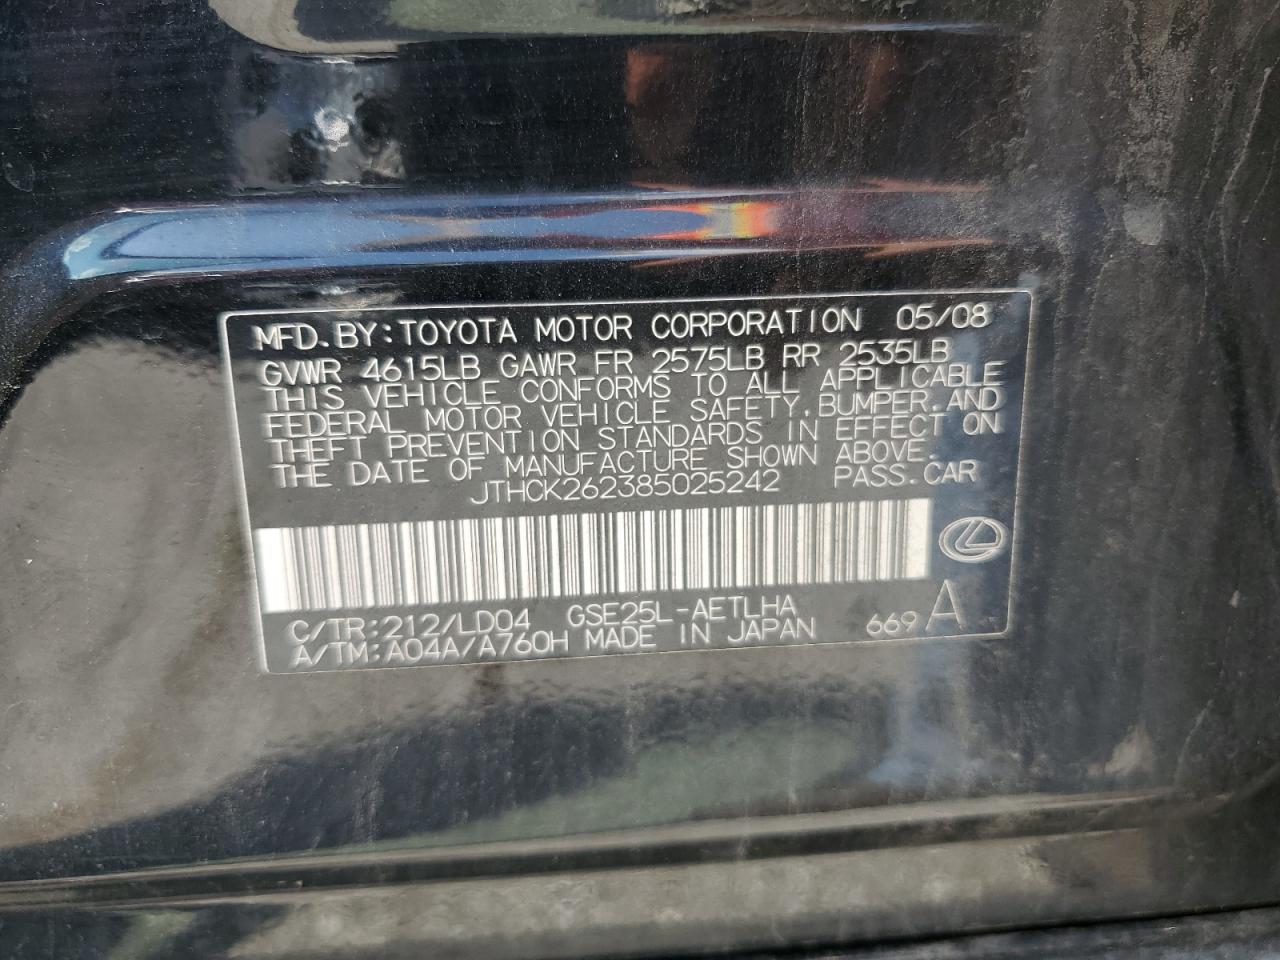 MFD.BY:TOYOTA MOTOR CORPORATION 05/08
GVWR 4615LB GAWR FR 2575LB RR 2535LB
THIS VEHICLE CONFORMS TO ALL APPLICABLE
FEDERAL MOTOR VEHICLE SAFETY,BUMPER,AND
THEFT PREVENTION STANDARDS IN EFFECT ON
THE DATE OF MANUFACTURE SHOWN ABOVE.
JTHCK262385025242 PASS.CAR
C/TR:212/LD04 GSE25L-AETLHA
A/TM:A04A/A760H MADE IN JAPAN 669 A